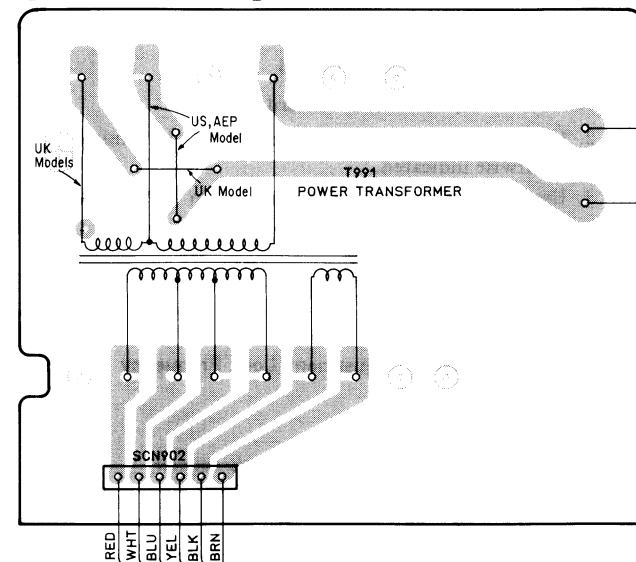 US, AEP
Model
UK
Models
UK Model
T991
POWER TRANSFORMER
SCN902
RED
WHT
BLU
YEL
BLK
BRN